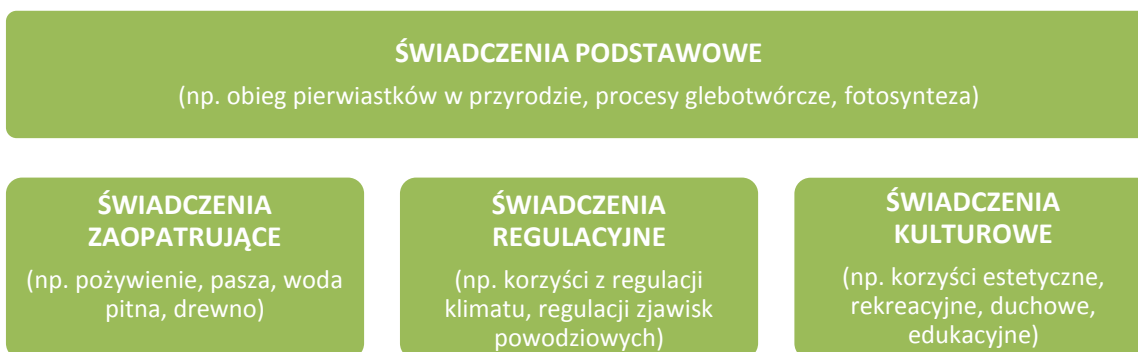 ŚWIADCZENIA PODSTAWOWE
(np. obieg pierwiastków w przyrodzie, procesy glebotwórcze, fotosynteza)
ŚWIADCZENIA
ZAOPATRUJĄCE
(np. pożywienie, pasza, woda
pitna, drewno)
ŚWIADCZENIA
REGULACYJNE
(np. korzyści z regulacji
klimatu, regulacji zjawisk
powodziowych)
ŚWIADCZENIA
KULTUROWE
(np. korzyści estetyczne,
rekreacyjne, duchowe,
edukacyjne)